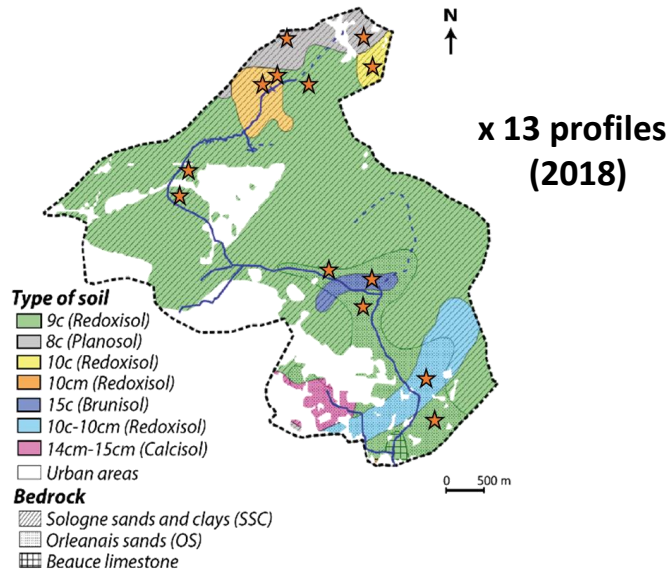 N
x 13 profiles
(2018)
Type of soil
9c (Redoxisol)
8c (Planosol)
10c (Redoxisol)
10cm (Redoxisol)
15c (Brunisol)
10c-10cm (Redoxisol)
14cm-15cm (Calcisol)
Urban areas
0 500 m
Bedrock
Sologne sands and clays (SSC)
Orleanais sands (OS)
Beauce limestone